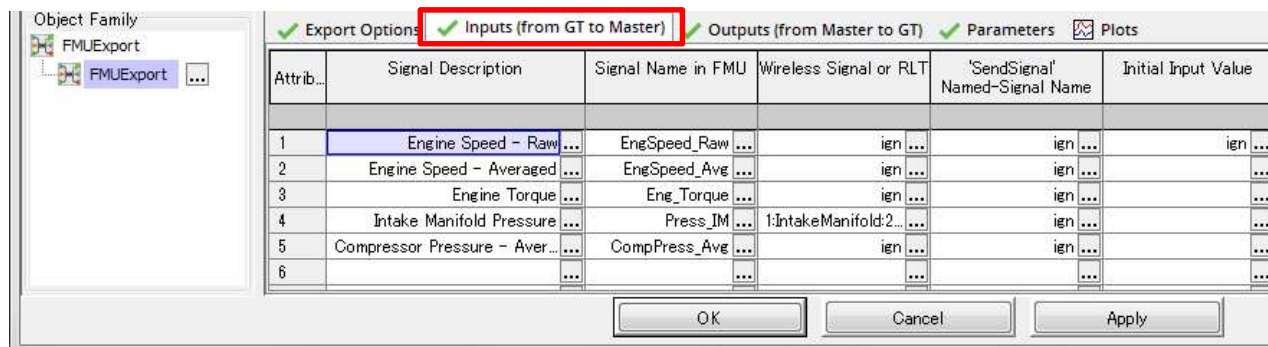 Object Family
FMUExport
FMUExport ...
Export Options Inputs (from GT to Master) Outputs (from Master to GT) Parameters Plots
Attrib... Signal Description Signal Name in FMU Wireless Signal or RLT 'SendSignal' Named-Signal Name Initial Input Value
1 Engine Speed - Raw ... EngSpeed_Raw ... ign ... ign ... ign ...
2 Engine Speed - Averaged ... EngSpeed_Avg ... ign ... ign ... ...
3 Engine Torque ... Eng_Torque ... ign ... ign ... ...
4 Intake Manifold Pressure ... Press_IM ... 1:IntakeManifold:2... ... ign ... ...
5 Compressor Pressure - Aver... ... CompPress_Avg ... ign ... ign ... ...
6 ... ... ... ... ...
OK Cancel Apply